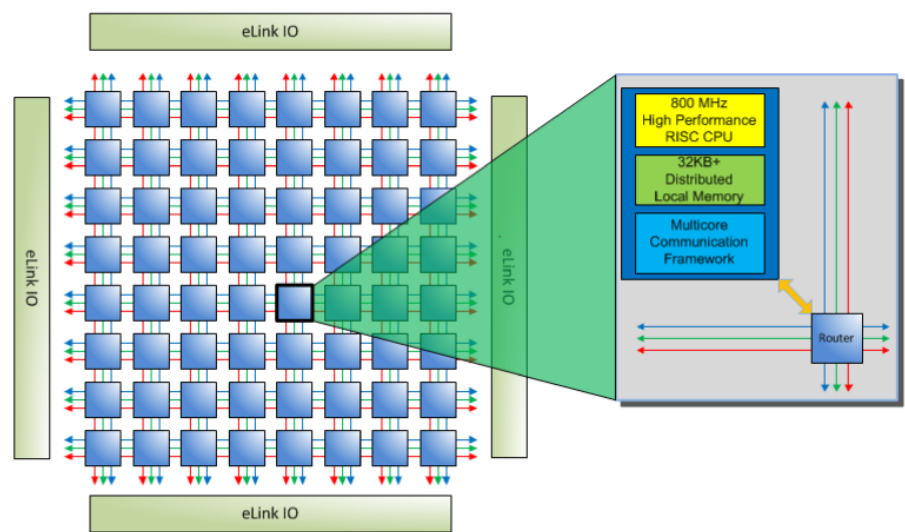 eLink IO
eLink IO
eLink IO
eLink IO
800 MHz
High Performance
RISC CPU
32KB+
Distributed
Local Memory
Multicore
Communication
Framework
Router